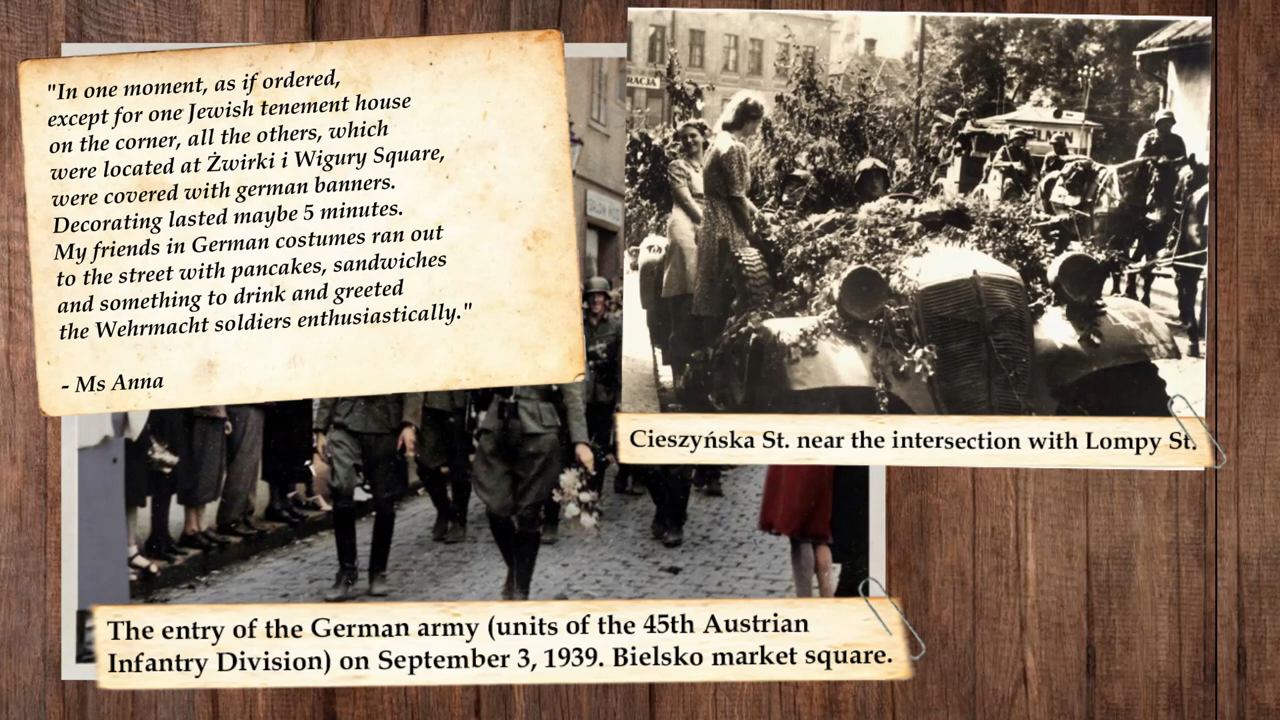 "In one moment, as if ordered,
except for one Jewish tenement house
on the corner, all the others, which
were located at Żwirki i Wigury Square,
were covered with german banners.
Decorating lasted maybe 5 minutes.
My friends in German costumes ran out
to the street with pancakes, sandwiches
and something to drink and greeted
the Wehrmacht soldiers enthusiastically."
- Ms Anna
RACJA
Cieszyńska St. near the intersection with Lompy St.
The entry of the German army (units of the 45th Austrian
Infantry Division) on September 3, 1939. Bielsko market square.